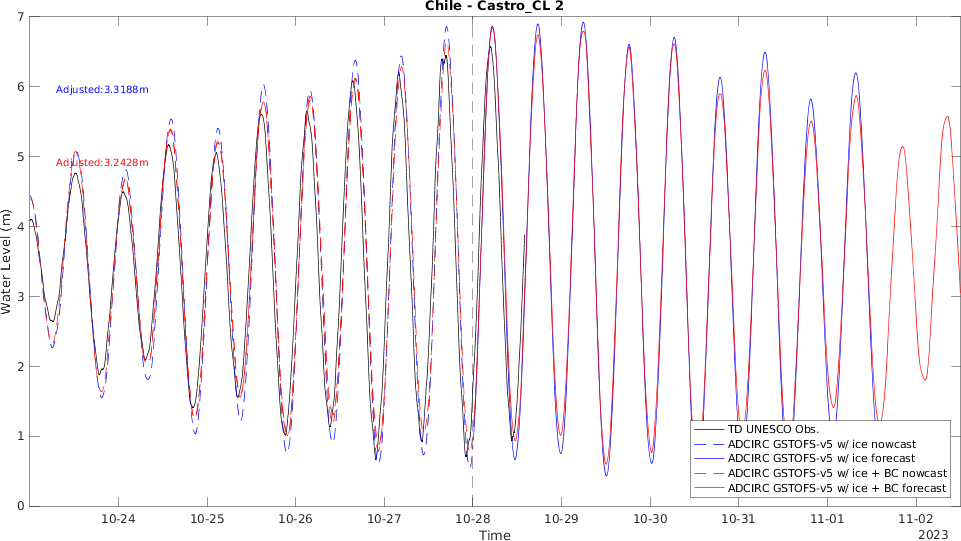 Chile - Castro_CL 2
7
6
5
4
3
2
1
0
Water Level (m)
Adjusted:3.3188m
Adjusted:3.2428m
TD UNESCO Obs.
ADCIRC GSTOFS-v5 w/ ice nowcast
ADCIRC GSTOFS-v5 w/ ice forecast
ADCIRC GSTOFS-v5 w/ ice + BC nowcast
ADCIRC GSTOFS-v5 w/ ice + BC forecast
10-24 10-25 10-26 10-27 10-28 10-29 10-30 10-31 11-01 11-02
Time
2023